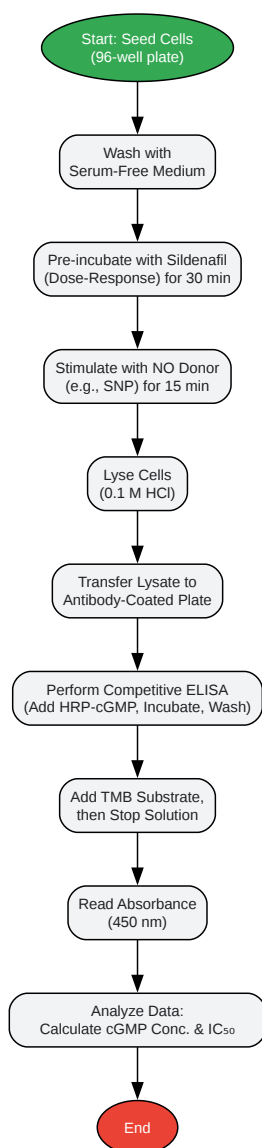 Start: Seed Cells
(96-well plate)
Wash with
Serum-Free Medium
Pre-incubate with Sildenafil
(Dose-Response) for 30 min
Stimulate with NO Donor
(e.g., SNP) for 15 min
Lyse Cells
(0.1 M HCl)
Transfer Lysate to
Antibody-Coated Plate
Perform Competitive ELISA
(Add HRP-cGMP, Incubate, Wash)
Add TMB Substrate,
then Stop Solution
Read Absorbance
(450 nm)
Analyze Data:
Calculate cGMP Conc. & IC₅₀
End